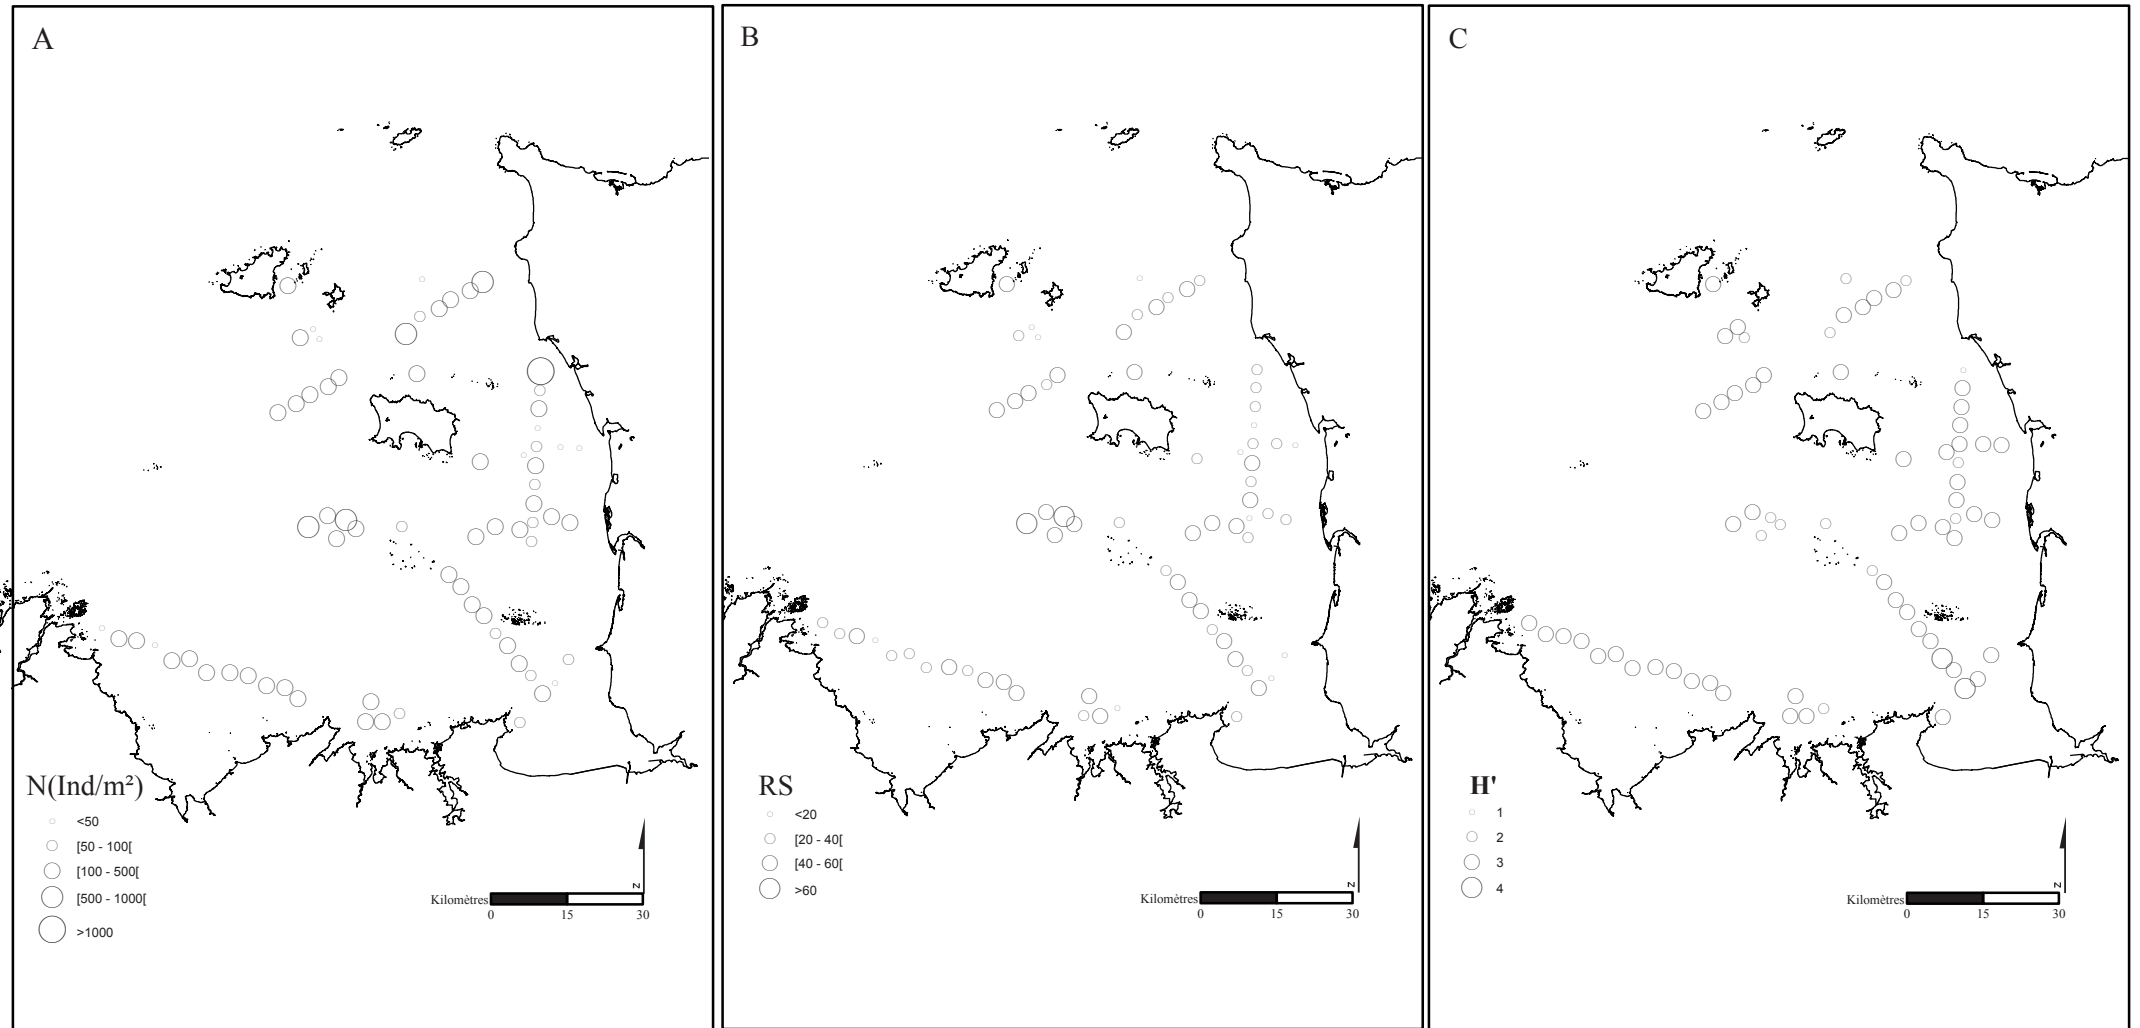 A
N(Ind/m²)
<50
[50 - 100[
[100 - 500[
[500 - 1000[
>1000
Kilomètres
0 15 30
N
B
RS
<20
[20 - 40[
[40 - 60[
>60
Kilomètres
0 15 30
N
C
H'
1
2
3
4
Kilomètres
0 15 30
N